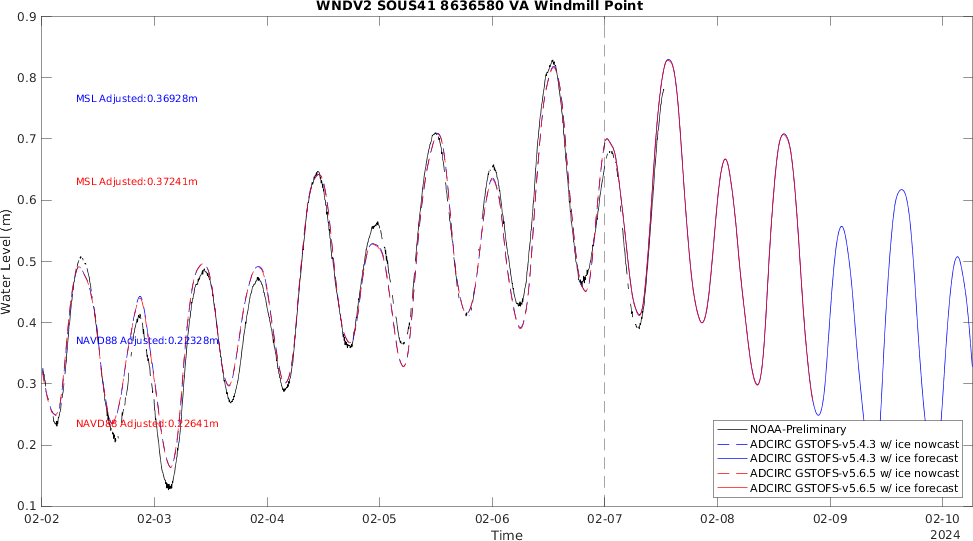 WNDV2 SOUS41 8636580 VA Windmill Point
0.9
0.8
0.7
0.6
0.5
0.4
0.3
0.2
0.1
Water Level (m)
MSL Adjusted:0.36928m
MSL Adjusted:0.37241m
NAVD88 Adjusted:0.22328m
NAVD88 Adjusted:0.22641m
NOAA-Preliminary
ADCIRC GSTOFS-v5.4.3 w/ ice nowcast
ADCIRC GSTOFS-v5.4.3 w/ ice forecast
ADCIRC GSTOFS-v5.6.5 w/ ice nowcast
ADCIRC GSTOFS-v5.6.5 w/ ice forecast
02-02 02-03 02-04 02-05 02-06 02-07 02-08 02-09 02-10
2024
Time